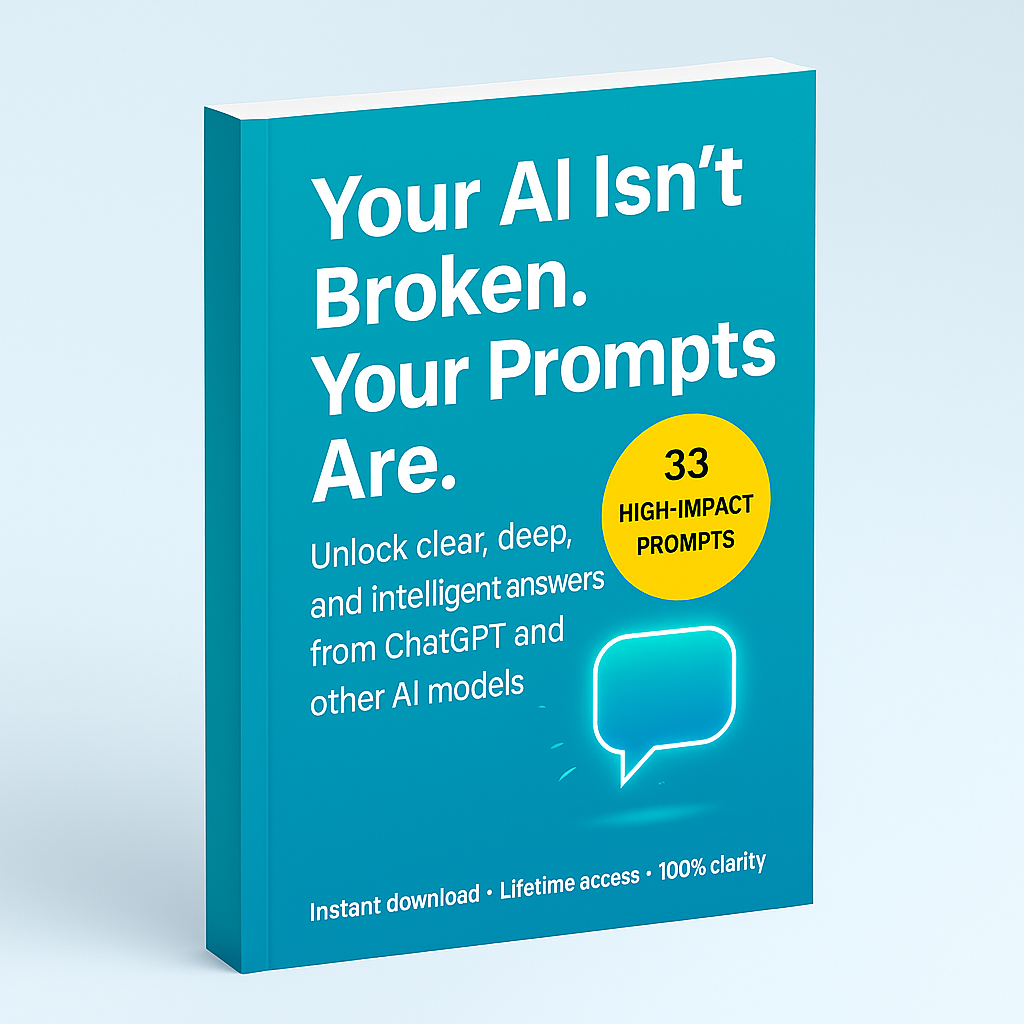 Your AI Isn’t
Broken.
Your Prompts
Are.
33
HIGH-IMPACT
PROMPTS
Unlock clear, deep,
and intelligent answers
from ChatGPT and
other AI models
Instant download • Lifetime access • 100% clarity